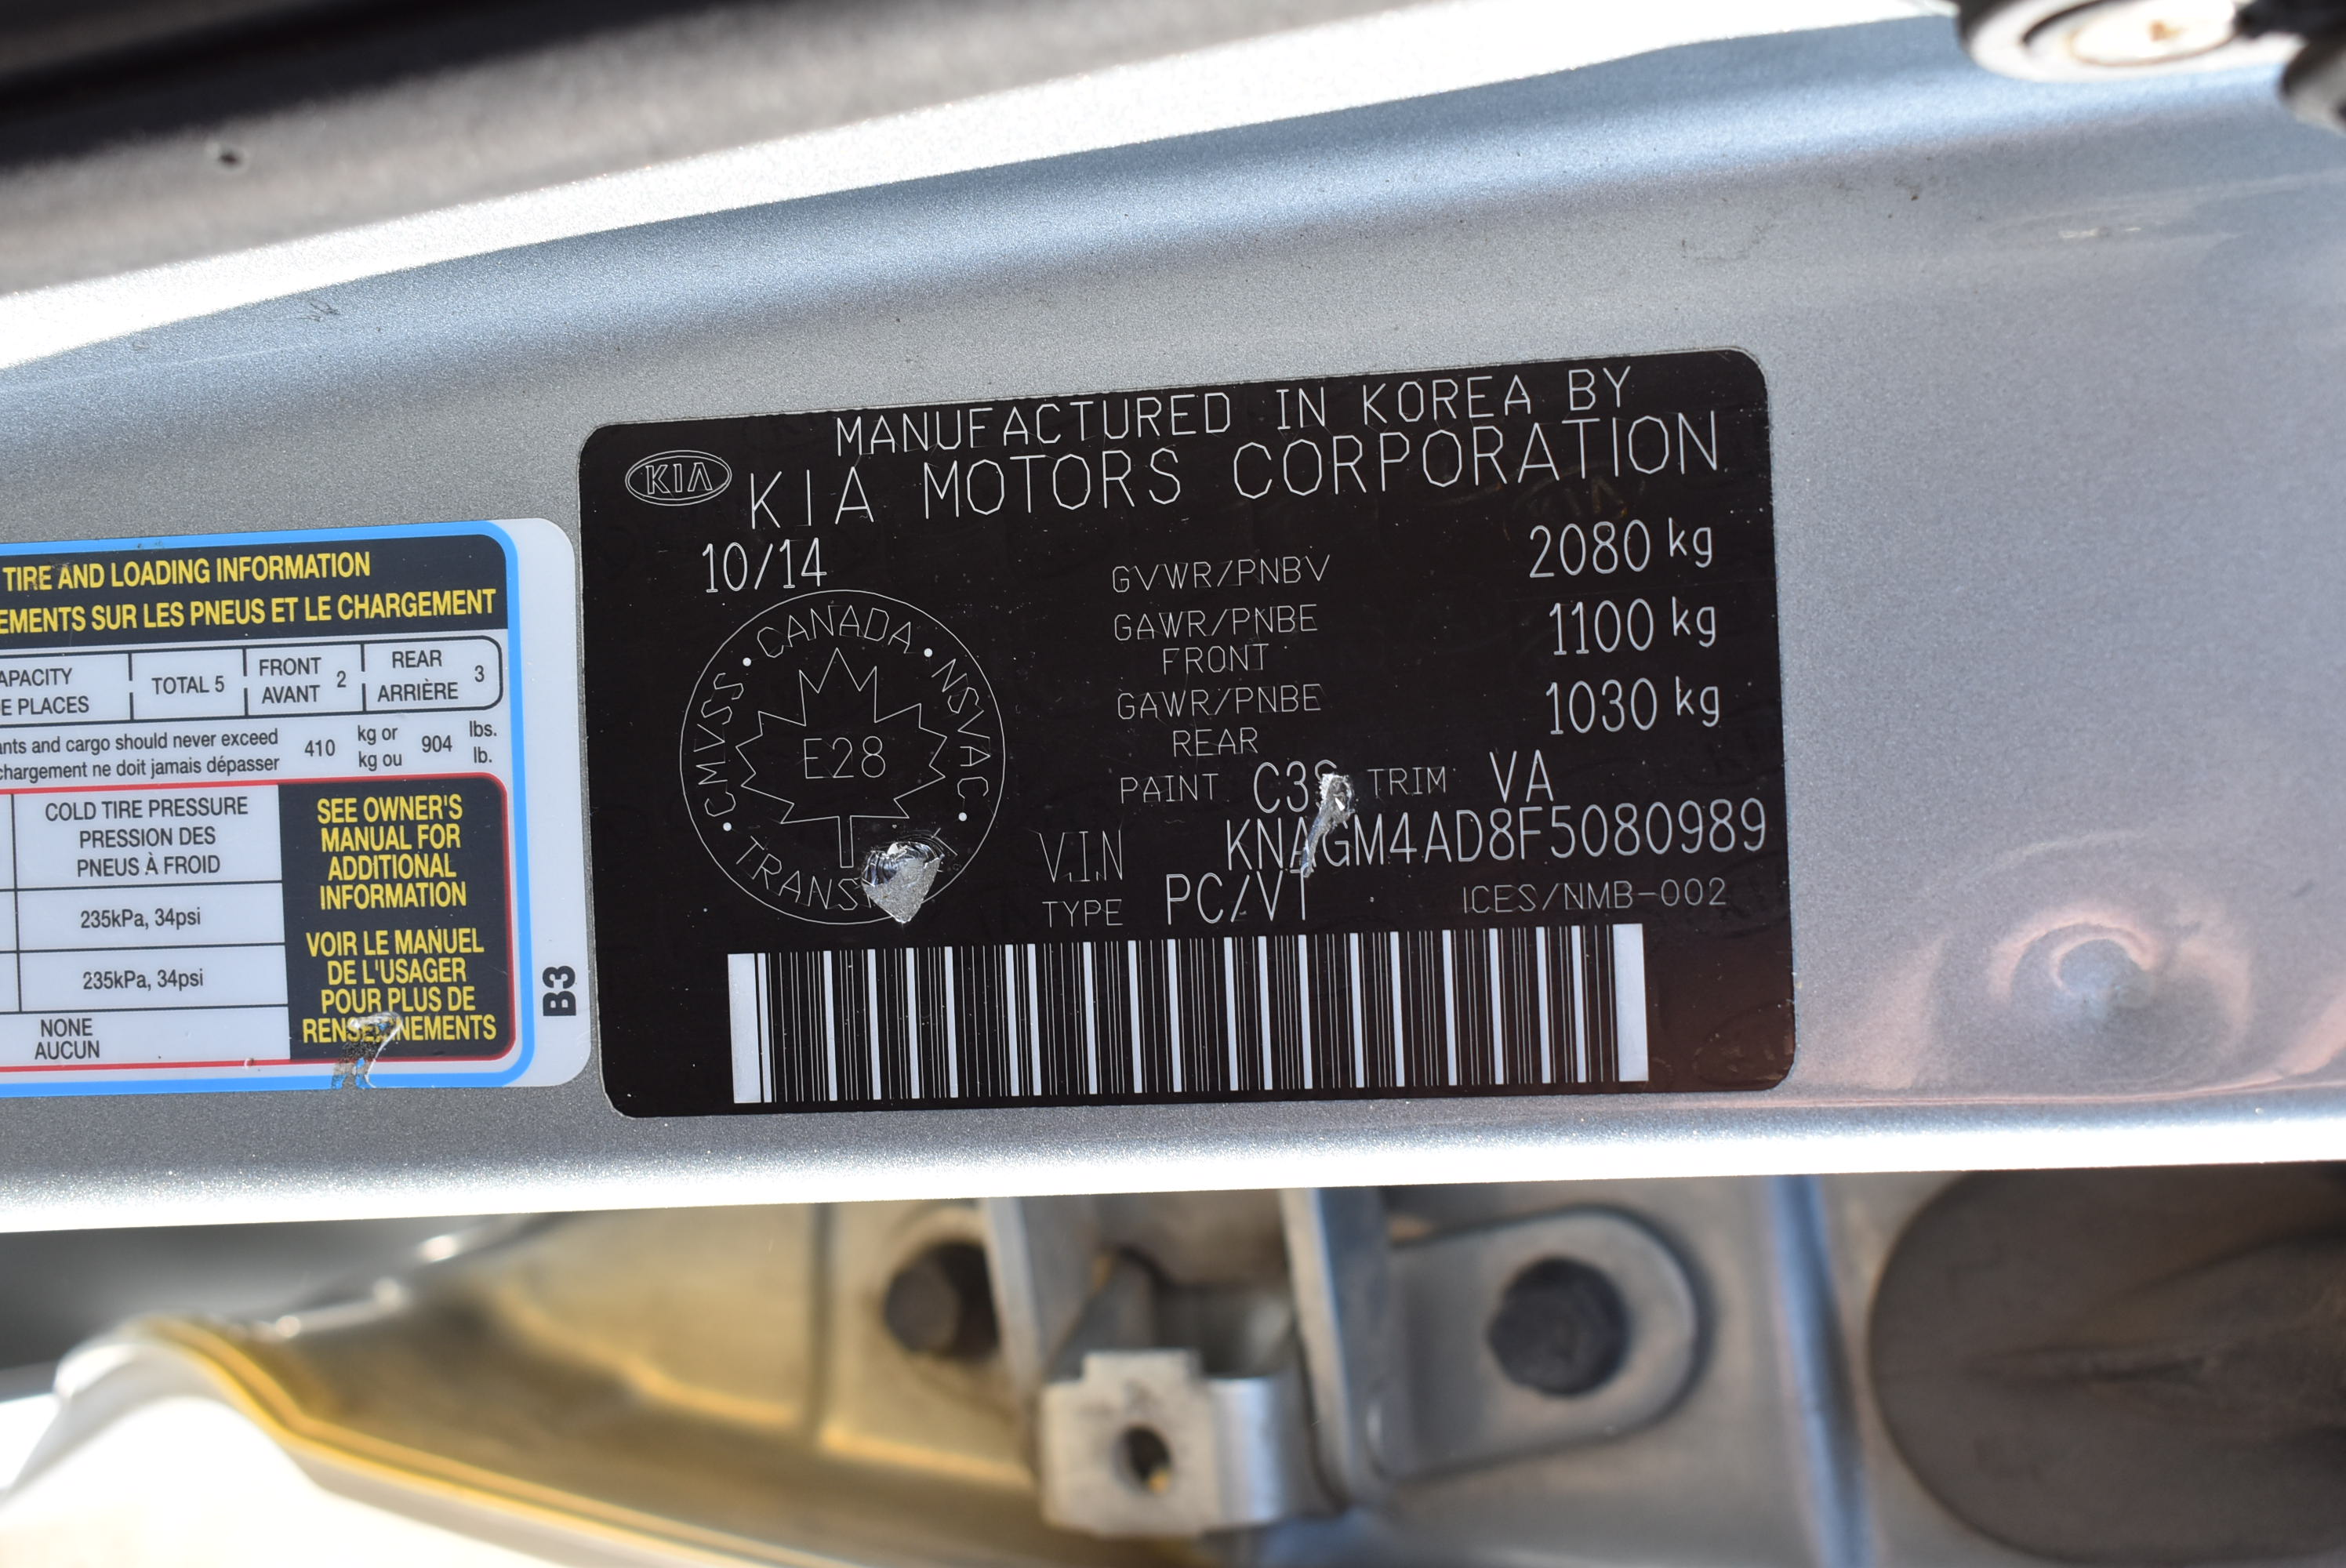 TIRE AND LOADING INFORMATION
EMENTS SUR LES PNEUS ET LE CHARGEMENT
APACITY
E PLACES
TOTAL 5
FRONT
AVANT
2
REAR
ARRIÈRE
3
nts and cargo should never exceed
chargement ne doit jamais dépasser
410
kg or
kg ou
904
lbs.
lb.
COLD TIRE PRESSURE
PRESSION DES
PNEUS À FROID
235kPa, 34psi
235kPa, 34psi
NONE
AUCUN
SEE OWNER'S
MANUAL FOR
ADDITIONAL
INFORMATION
VOIR LE MANUEL
DE L'USAGER
POUR PLUS DE
B3
MANUFACTURED IN KOREA BY
KIA
KIA MOTORS CORPORATION
10/14
CANADA • NSVAC •
• CMVSS •
E28
GVWR/PNBV 2080 kg
GAWR/PNBE 1100 kg
FRONT
GAWR/PNBE 1030 kg
REAR
PAINT TRIM VA
V.I.N KNAGM4AD8F5080989
TYPE PC/V1 ICES/NMB-002